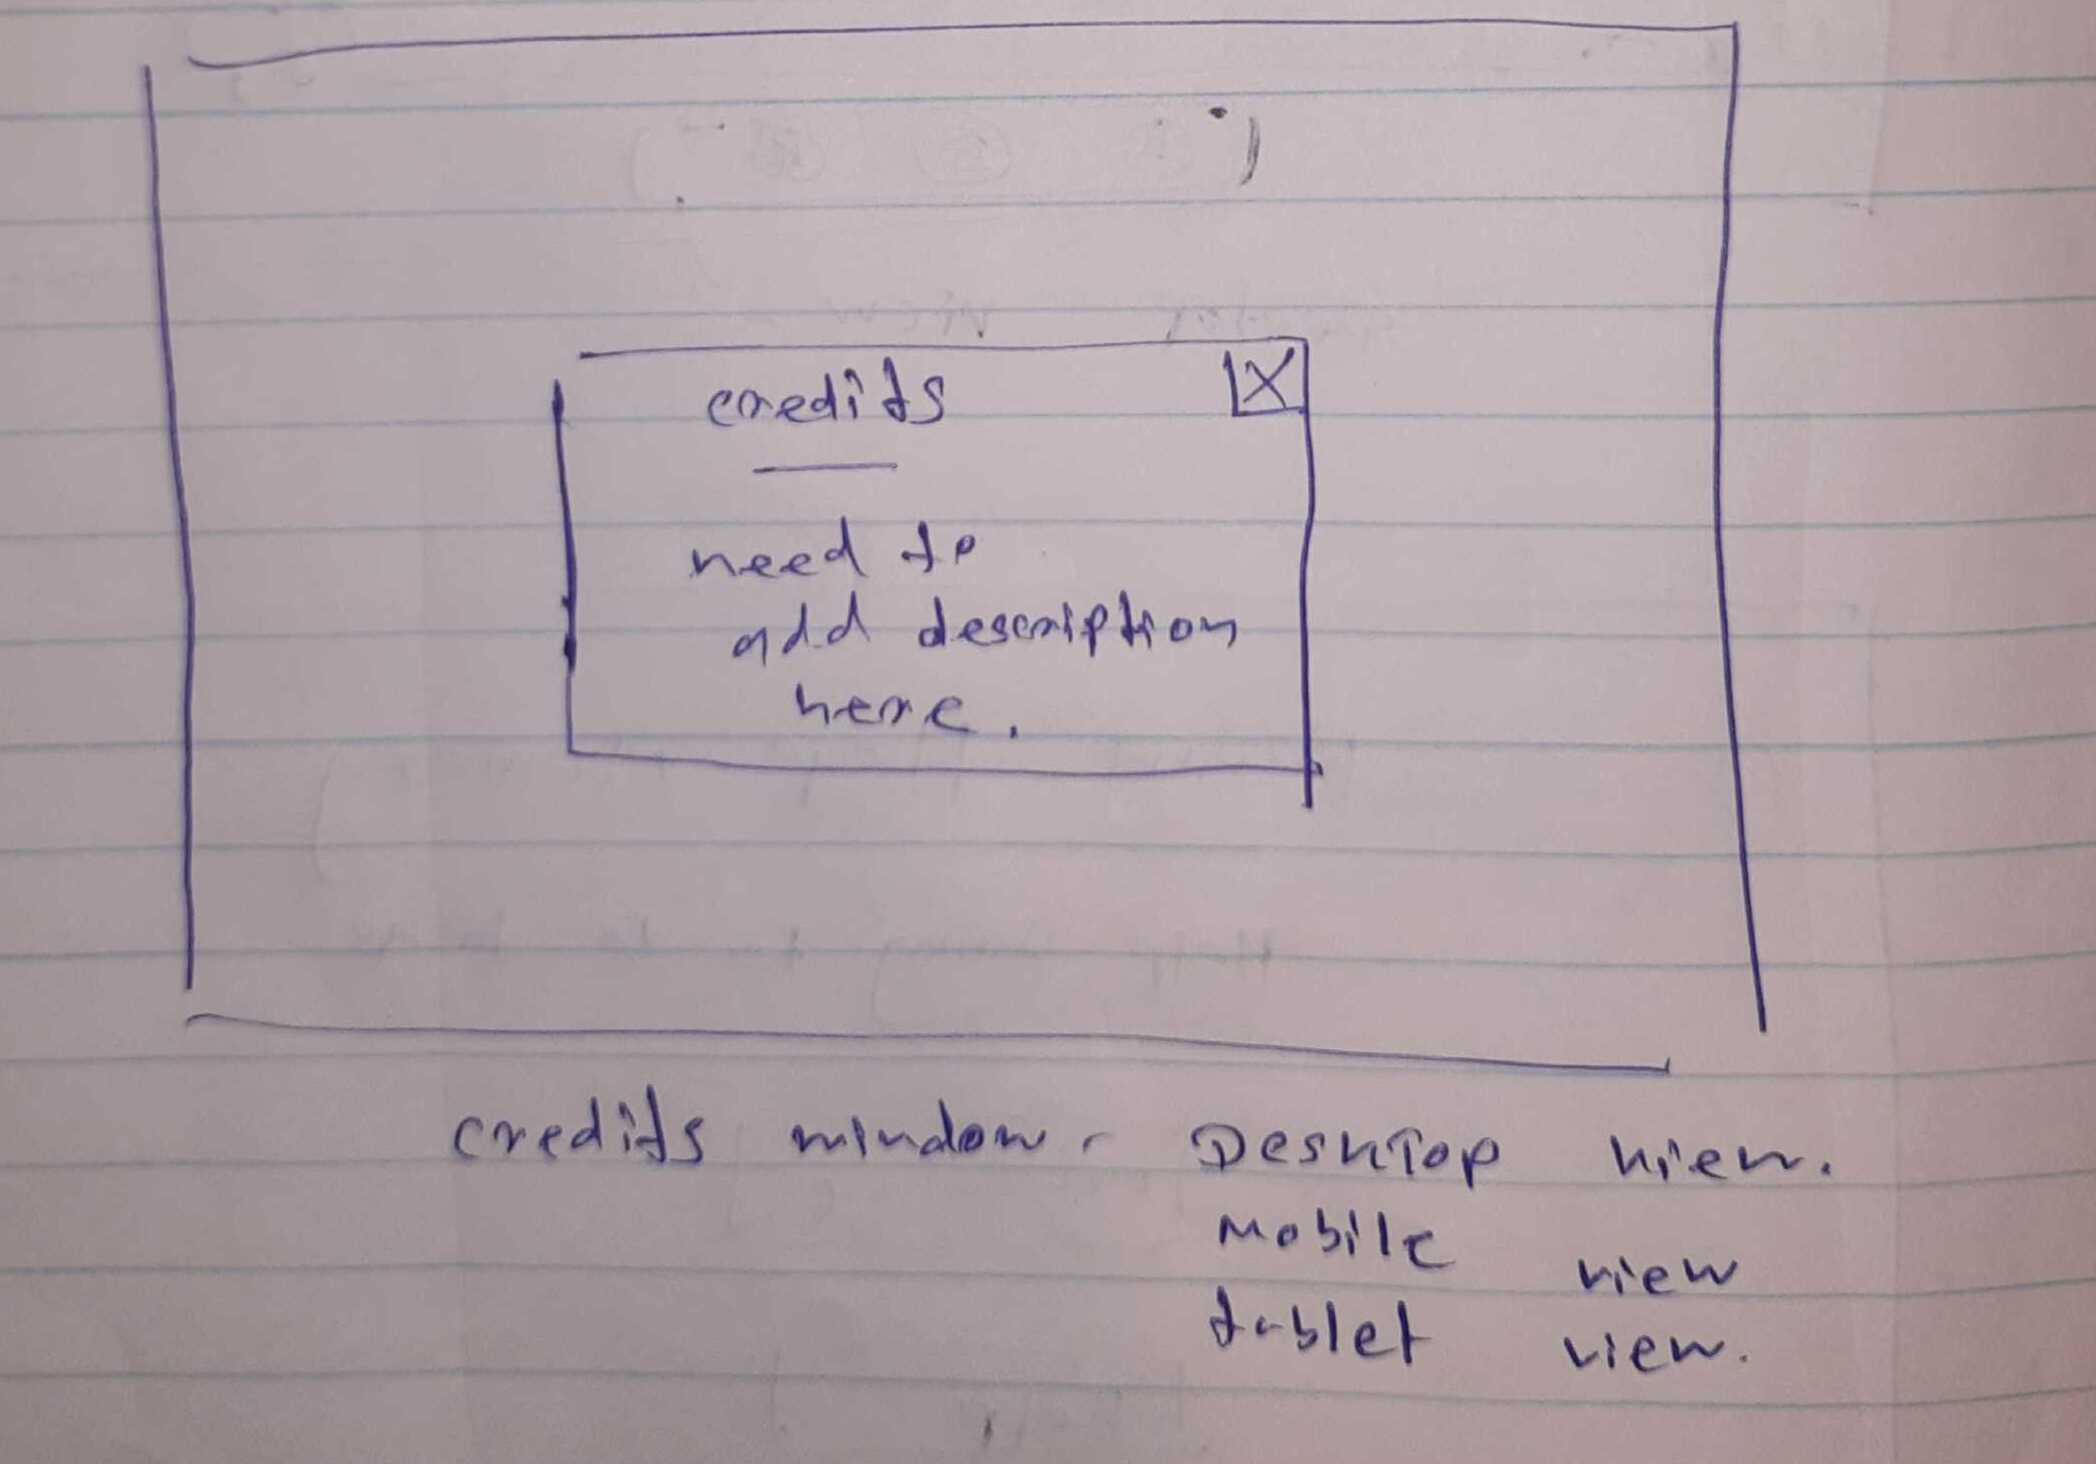 credits X
need to
add description
here.
credits window - DESKTOP view.
mobile view
tablet view.